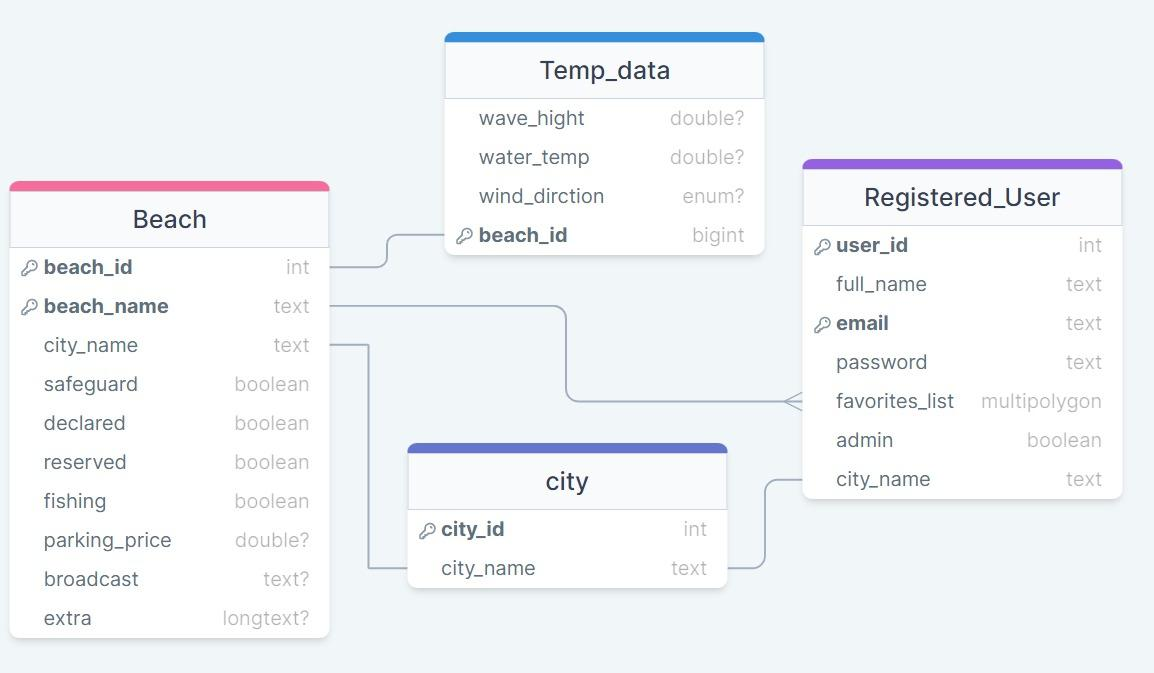 Temp_data
wave_hight double?
water_temp double?
wind_dirction enum?
beach_id bigint
Beach
beach_id int
beach_name text
city_name text
safeguard boolean
declared boolean
reserved boolean
fishing boolean
parking_price double?
broadcast text?
extra longtext?
Registered_User
user_id int
full_name text
email text
password text
favorites_list multipolygon
admin boolean
city_name text
city
city_id int
city_name text